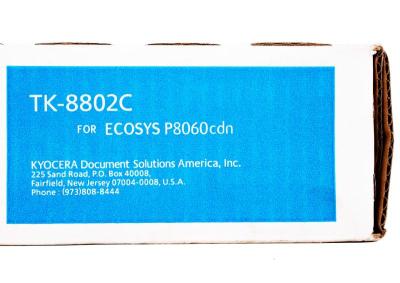 TK-8802C
FOR ECOSYS P8060cdn
KYOCERA Document Solutions America, Inc.
225 Sand Road, P.O. Box 40008,
Fairfield, New Jersey 07004-0008, U.S.A.
Phone : (973)808-8444